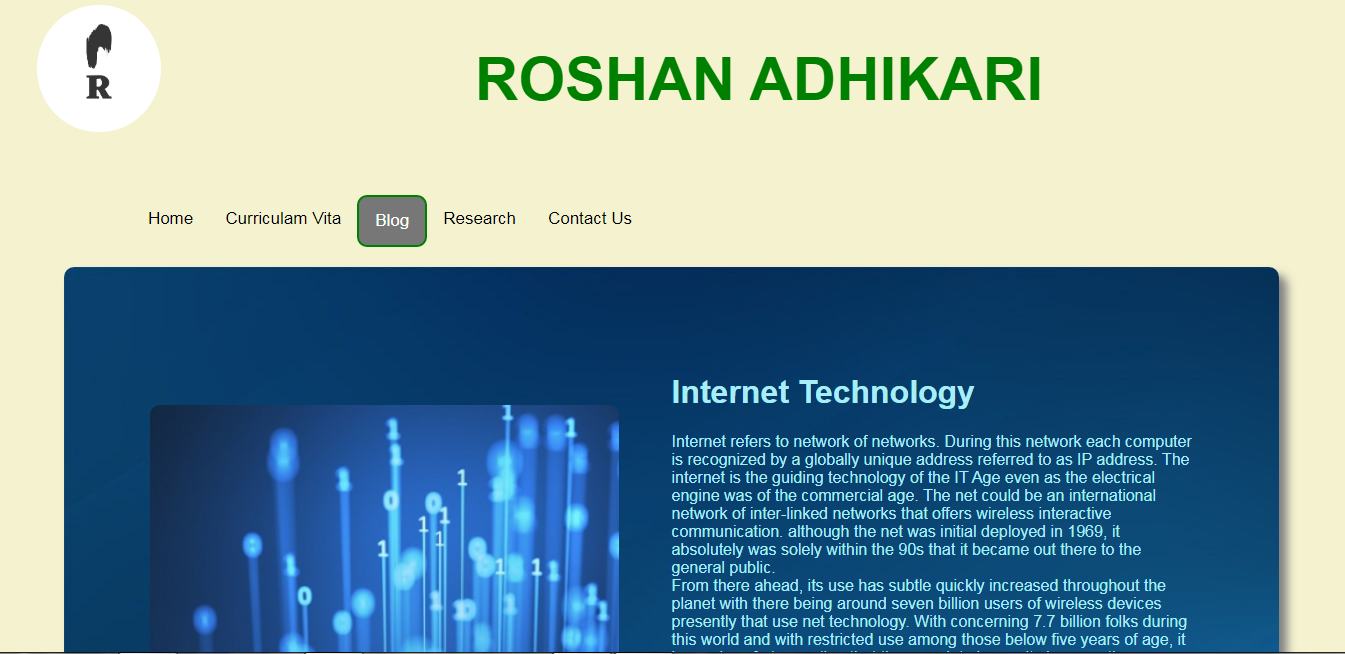 R
ROSHAN ADHIKARI
Home Curriculam Vita Blog Research Contact Us
Internet Technology
Internet refers to network of networks. During this network each computer
is recognized by a globally unique address referred to as IP address. The
internet is the guiding technology of the IT Age even as the electrical
engine was of the commercial age. The net could be an international
network of inter-linked networks that offers wireless interactive
communication. although the net was initial deployed in 1969, it
absolutely was solely within the 90s that it became out there to the
general public.
From there ahead, its use has subtle quickly increased throughout the
planet with there being around seven billion users of wireless devices
presently that use net technology. With concerning 7.7 billion folks during
this world and with restricted use among those below five years of age, it